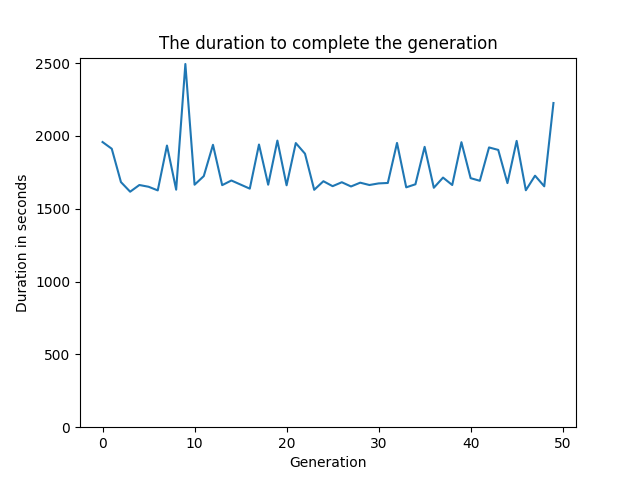 The duration to complete the generation
2500
2000
1500
1000
500
0
Duration in seconds
0 10 20 30 40 50
Generation